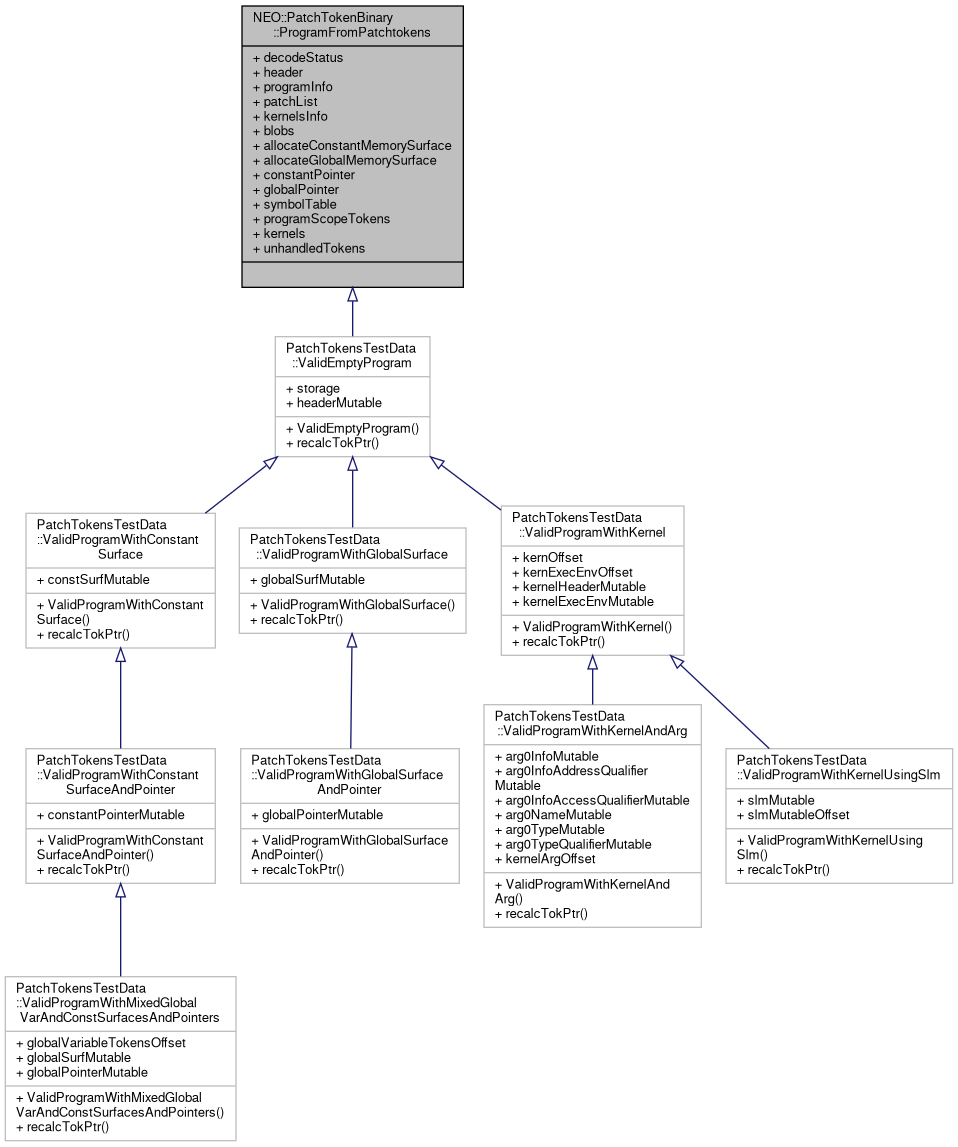 NEO::PatchTokenBinary
::ProgramFromPatchtokens
+ decodeStatus
+ header
+ programInfo
+ patchList
+ kernelsInfo
+ blobs
+ allocateConstantMemorySurface
+ allocateGlobalMemorySurface
+ constantPointer
+ globalPointer
+ symbolTable
+ programScopeTokens
+ kernels
+ unhandledTokens
PatchTokensTestData
::ValidEmptyProgram
+ storage
+ headerMutable
+ ValidEmptyProgram()
+ recalcTokPtr()
PatchTokensTestData
::ValidProgramWithConstant
Surface
+ constSurfMutable
+ ValidProgramWithConstant
Surface()
+ recalcTokPtr()
PatchTokensTestData
::ValidProgramWithGlobalSurface
+ globalSurfMutable
+ ValidProgramWithGlobalSurface()
+ recalcTokPtr()
PatchTokensTestData
::ValidProgramWithKernel
+ kernOffset
+ kernExecEnvOffset
+ kernelHeaderMutable
+ kernelExecEnvMutable
+ ValidProgramWithKernel()
+ recalcTokPtr()
PatchTokensTestData
::ValidProgramWithConstant
SurfaceAndPointer
+ constantPointerMutable
+ ValidProgramWithConstant
SurfaceAndPointer()
+ recalcTokPtr()
PatchTokensTestData
::ValidProgramWithGlobalSurface
AndPointer
+ globalPointerMutable
+ ValidProgramWithGlobalSurface
AndPointer()
+ recalcTokPtr()
PatchTokensTestData
::ValidProgramWithKernelAndArg
+ arg0InfoMutable
+ arg0InfoAddressQualifier
Mutable
+ arg0InfoAccessQualifierMutable
+ arg0NameMutable
+ arg0TypeMutable
+ arg0TypeQualifierMutable
+ kernelArgOffset
+ ValidProgramWithKernelAnd
Arg()
+ recalcTokPtr()
PatchTokensTestData
::ValidProgramWithKernelUsingSlm
+ slmMutable
+ slmMutableOffset
+ ValidProgramWithKernelUsing
Slm()
+ recalcTokPtr()
PatchTokensTestData
::ValidProgramWithMixedGlobal
VarAndConstSurfacesAndPointers
+ globalVariableTokensOffset
+ globalSurfMutable
+ globalPointerMutable
+ ValidProgramWithMixedGlobal
VarAndConstSurfacesAndPointers()
+ recalcTokPtr()